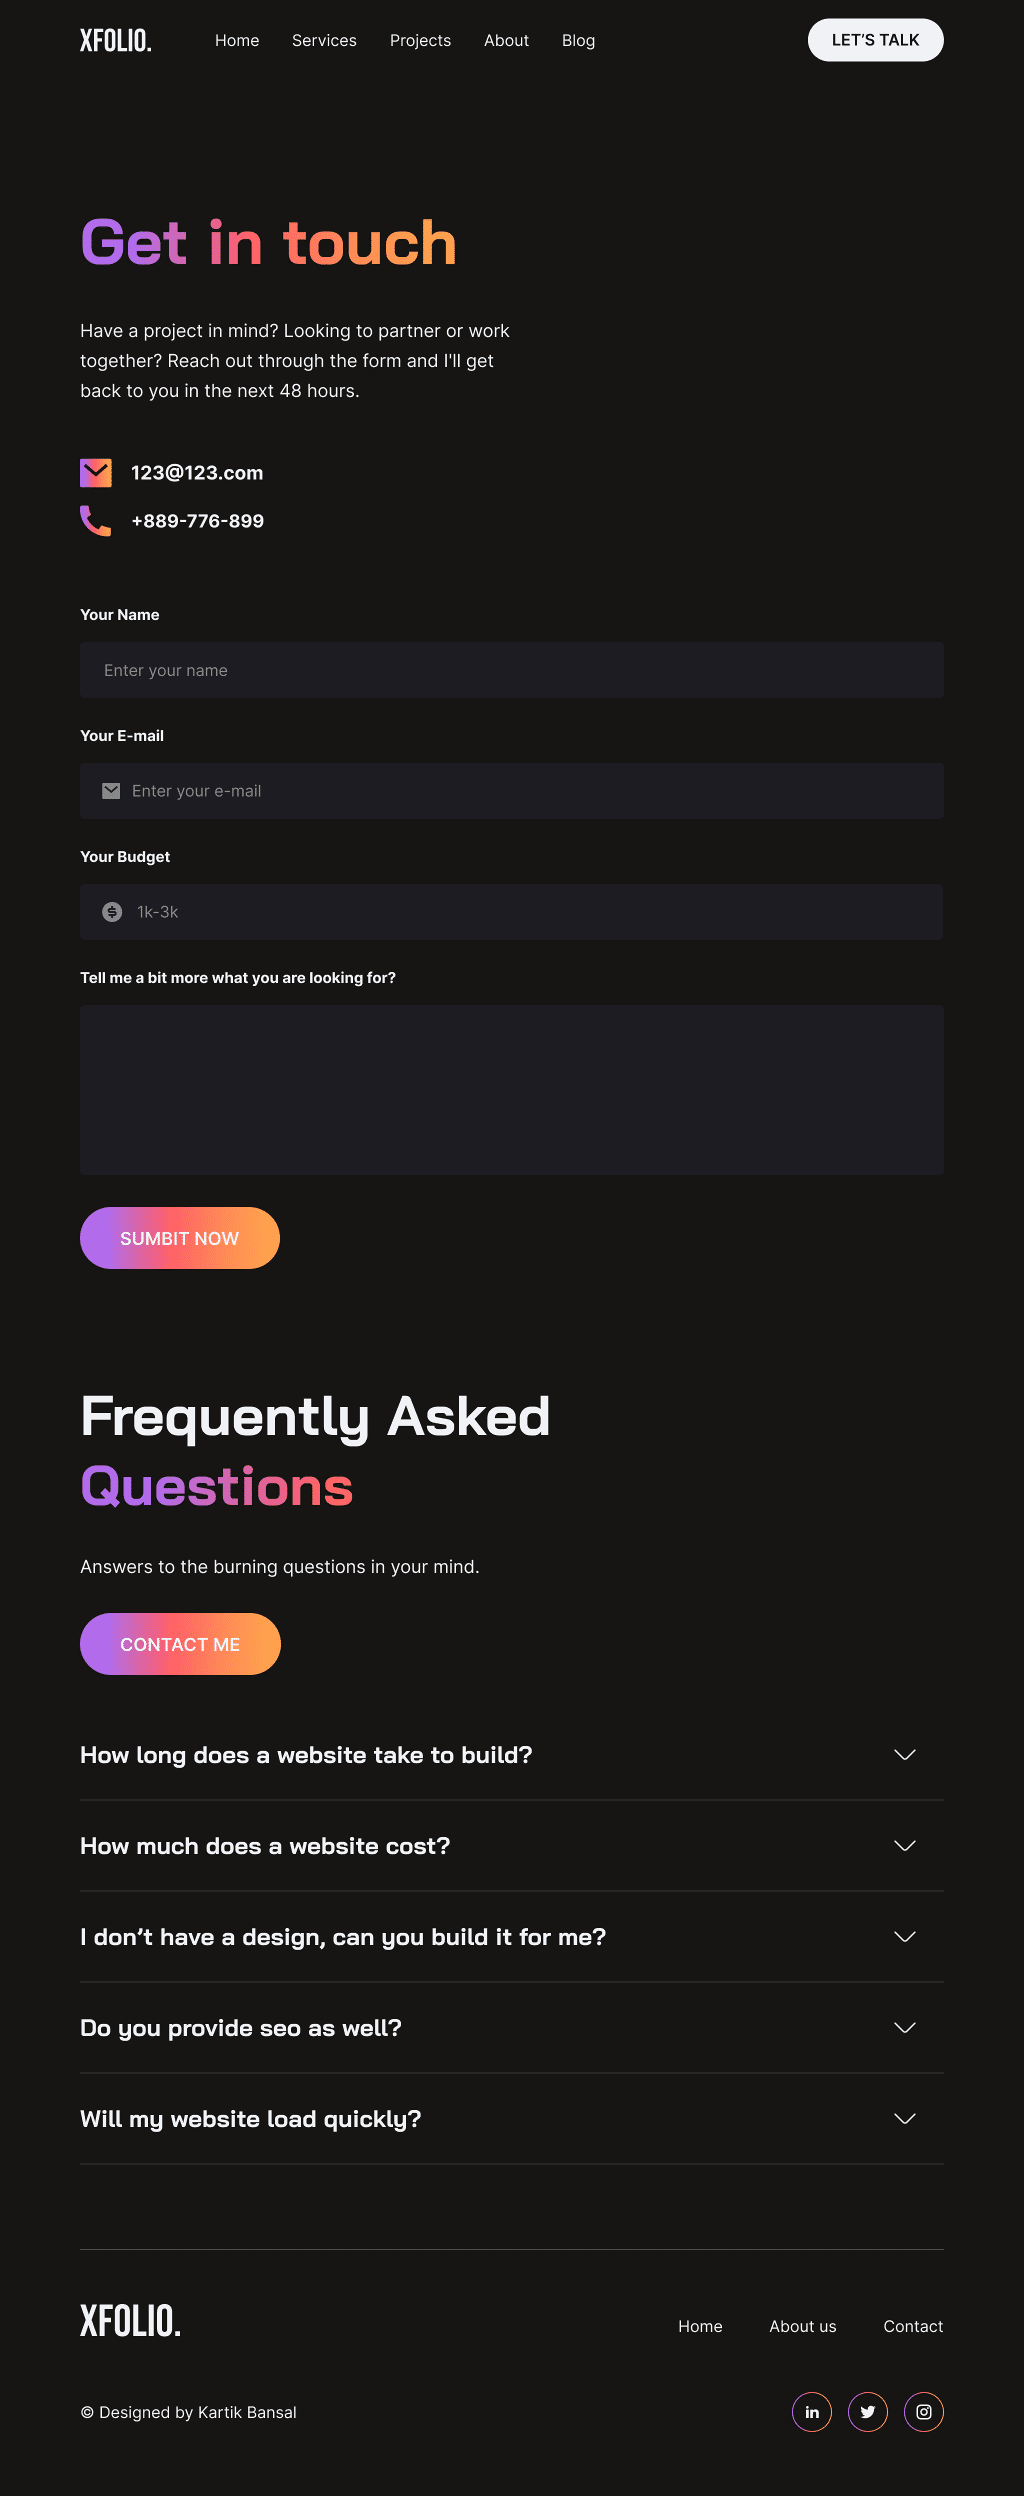 XFOLIO.
Home Services Projects About Blog
LET’S TALK
Get in touch
Have a project in mind? Looking to partner or work
together? Reach out through the form and I'll get
back to you in the next 48 hours.
123@123.com
+889-776-899
Your Name
Enter your name
Your E-mail
Enter your e-mail
Your Budget
1k-3k
Tell me a bit more what you are looking for?
SUMBIT NOW
Frequently Asked
Questions
Answers to the burning questions in your mind.
CONTACT ME
How long does a website take to build?
How much does a website cost?
I don’t have a design, can you build it for me?
Do you provide seo as well?
Will my website load quickly?
XFOLIO.
Home About us Contact
© Designed by Kartik Bansal
in